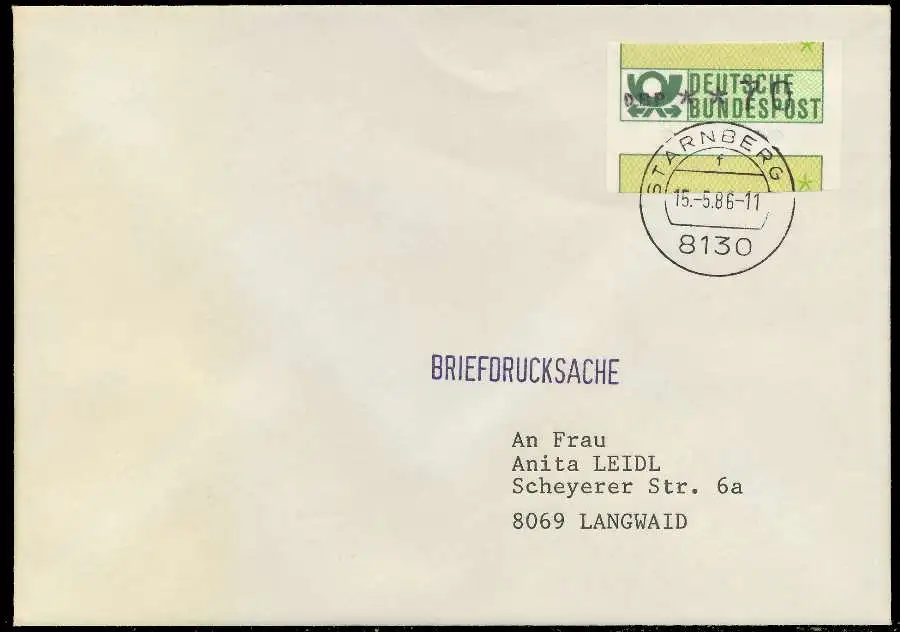 DEUTSCHE
BUNDESPOST
DBP * * 70
STARNBERG
f
15.-5.86-11
8130
BRIEFDRUCKSACHE
An Frau
Anita LEIDL
Scheyerer Str. 6a
8069 LANGWAID